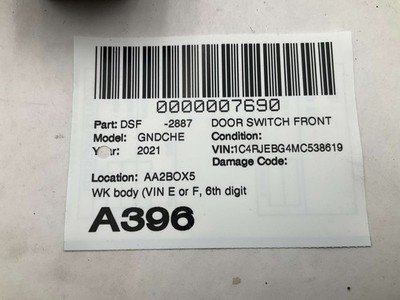 0000007690
Part: DSF -2887 DOOR SWITCH FRONT
Model: GNDCHE Condition:
Year: 2021 VIN:1C4RJEBG4MC538619
Damage Code:
Location: AA2BOX5
WK body (VIN E or F, 6th digit
A396